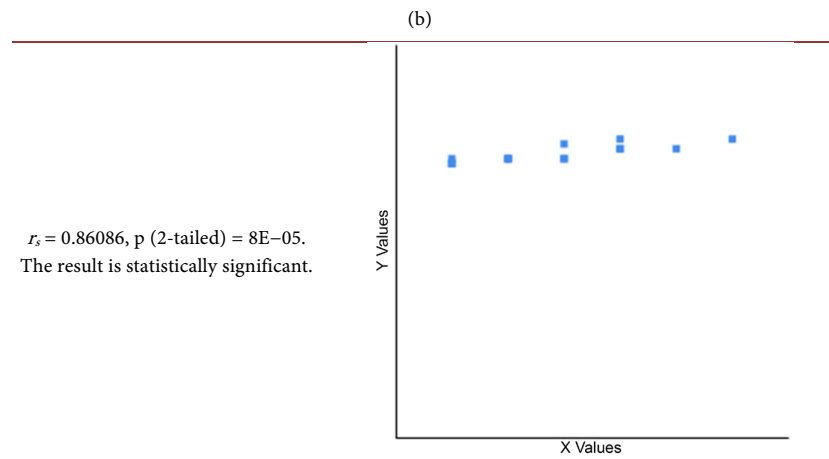 (b)
rₛ = 0.86086, p (2-tailed) = 8E−05.
The result is statistically significant.
Y Values
X Values